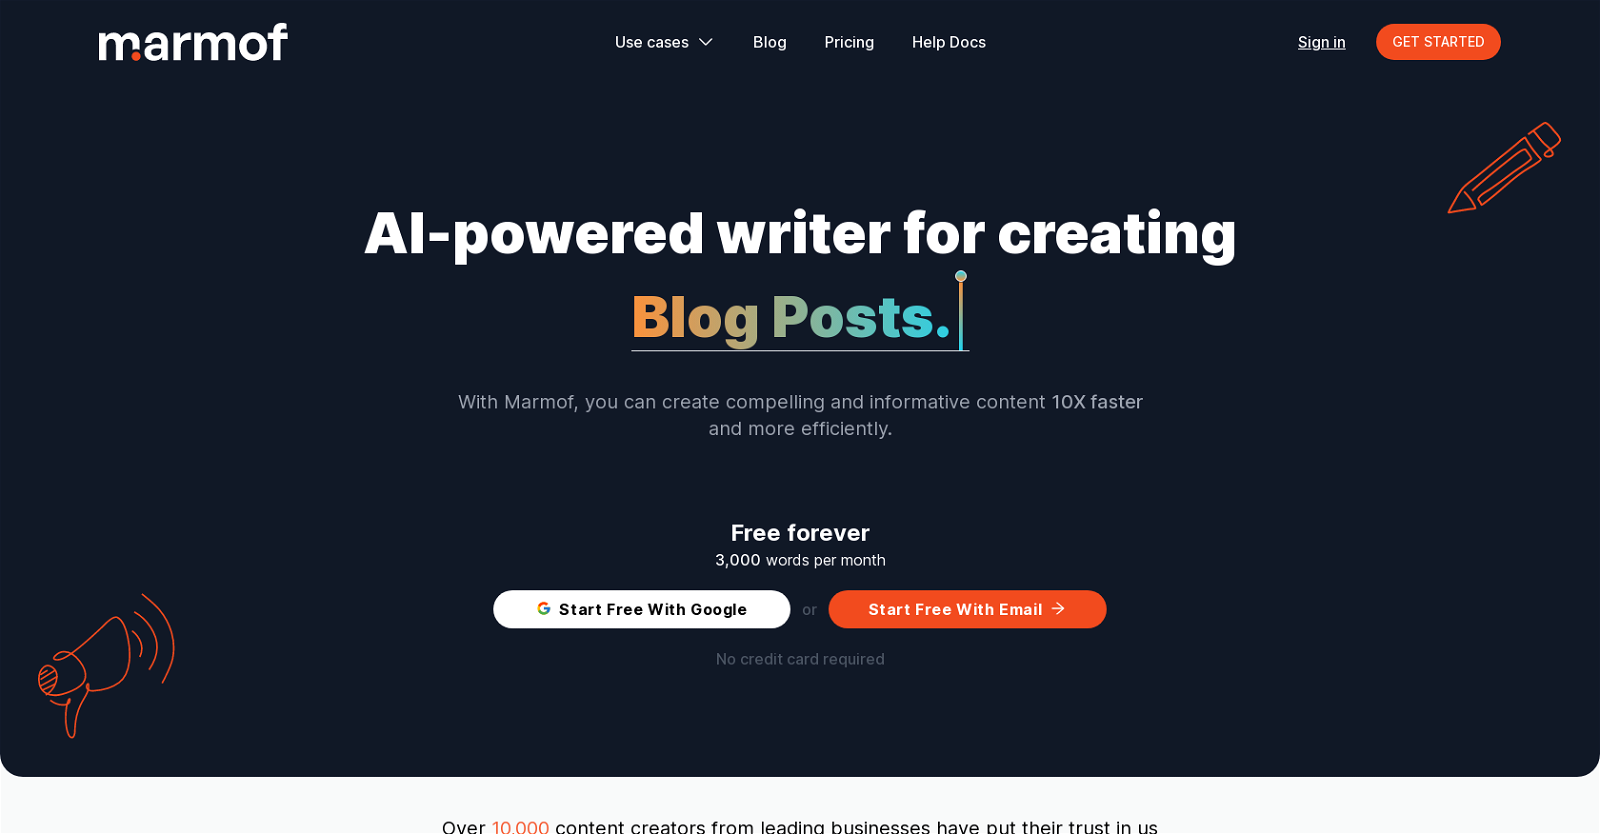 marmof
Use cases
Blog
Pricing
Help Docs
Sign in
GET STARTED
AI-powered writer for creating
Blog Posts.
With Marmof, you can create compelling and informative content 10X faster
and more efficiently.
Free forever
3,000 words per month
Start Free With Google
or
Start Free With Email
No credit card required
Over 10,000 content creators from leading businesses have put their trust in us